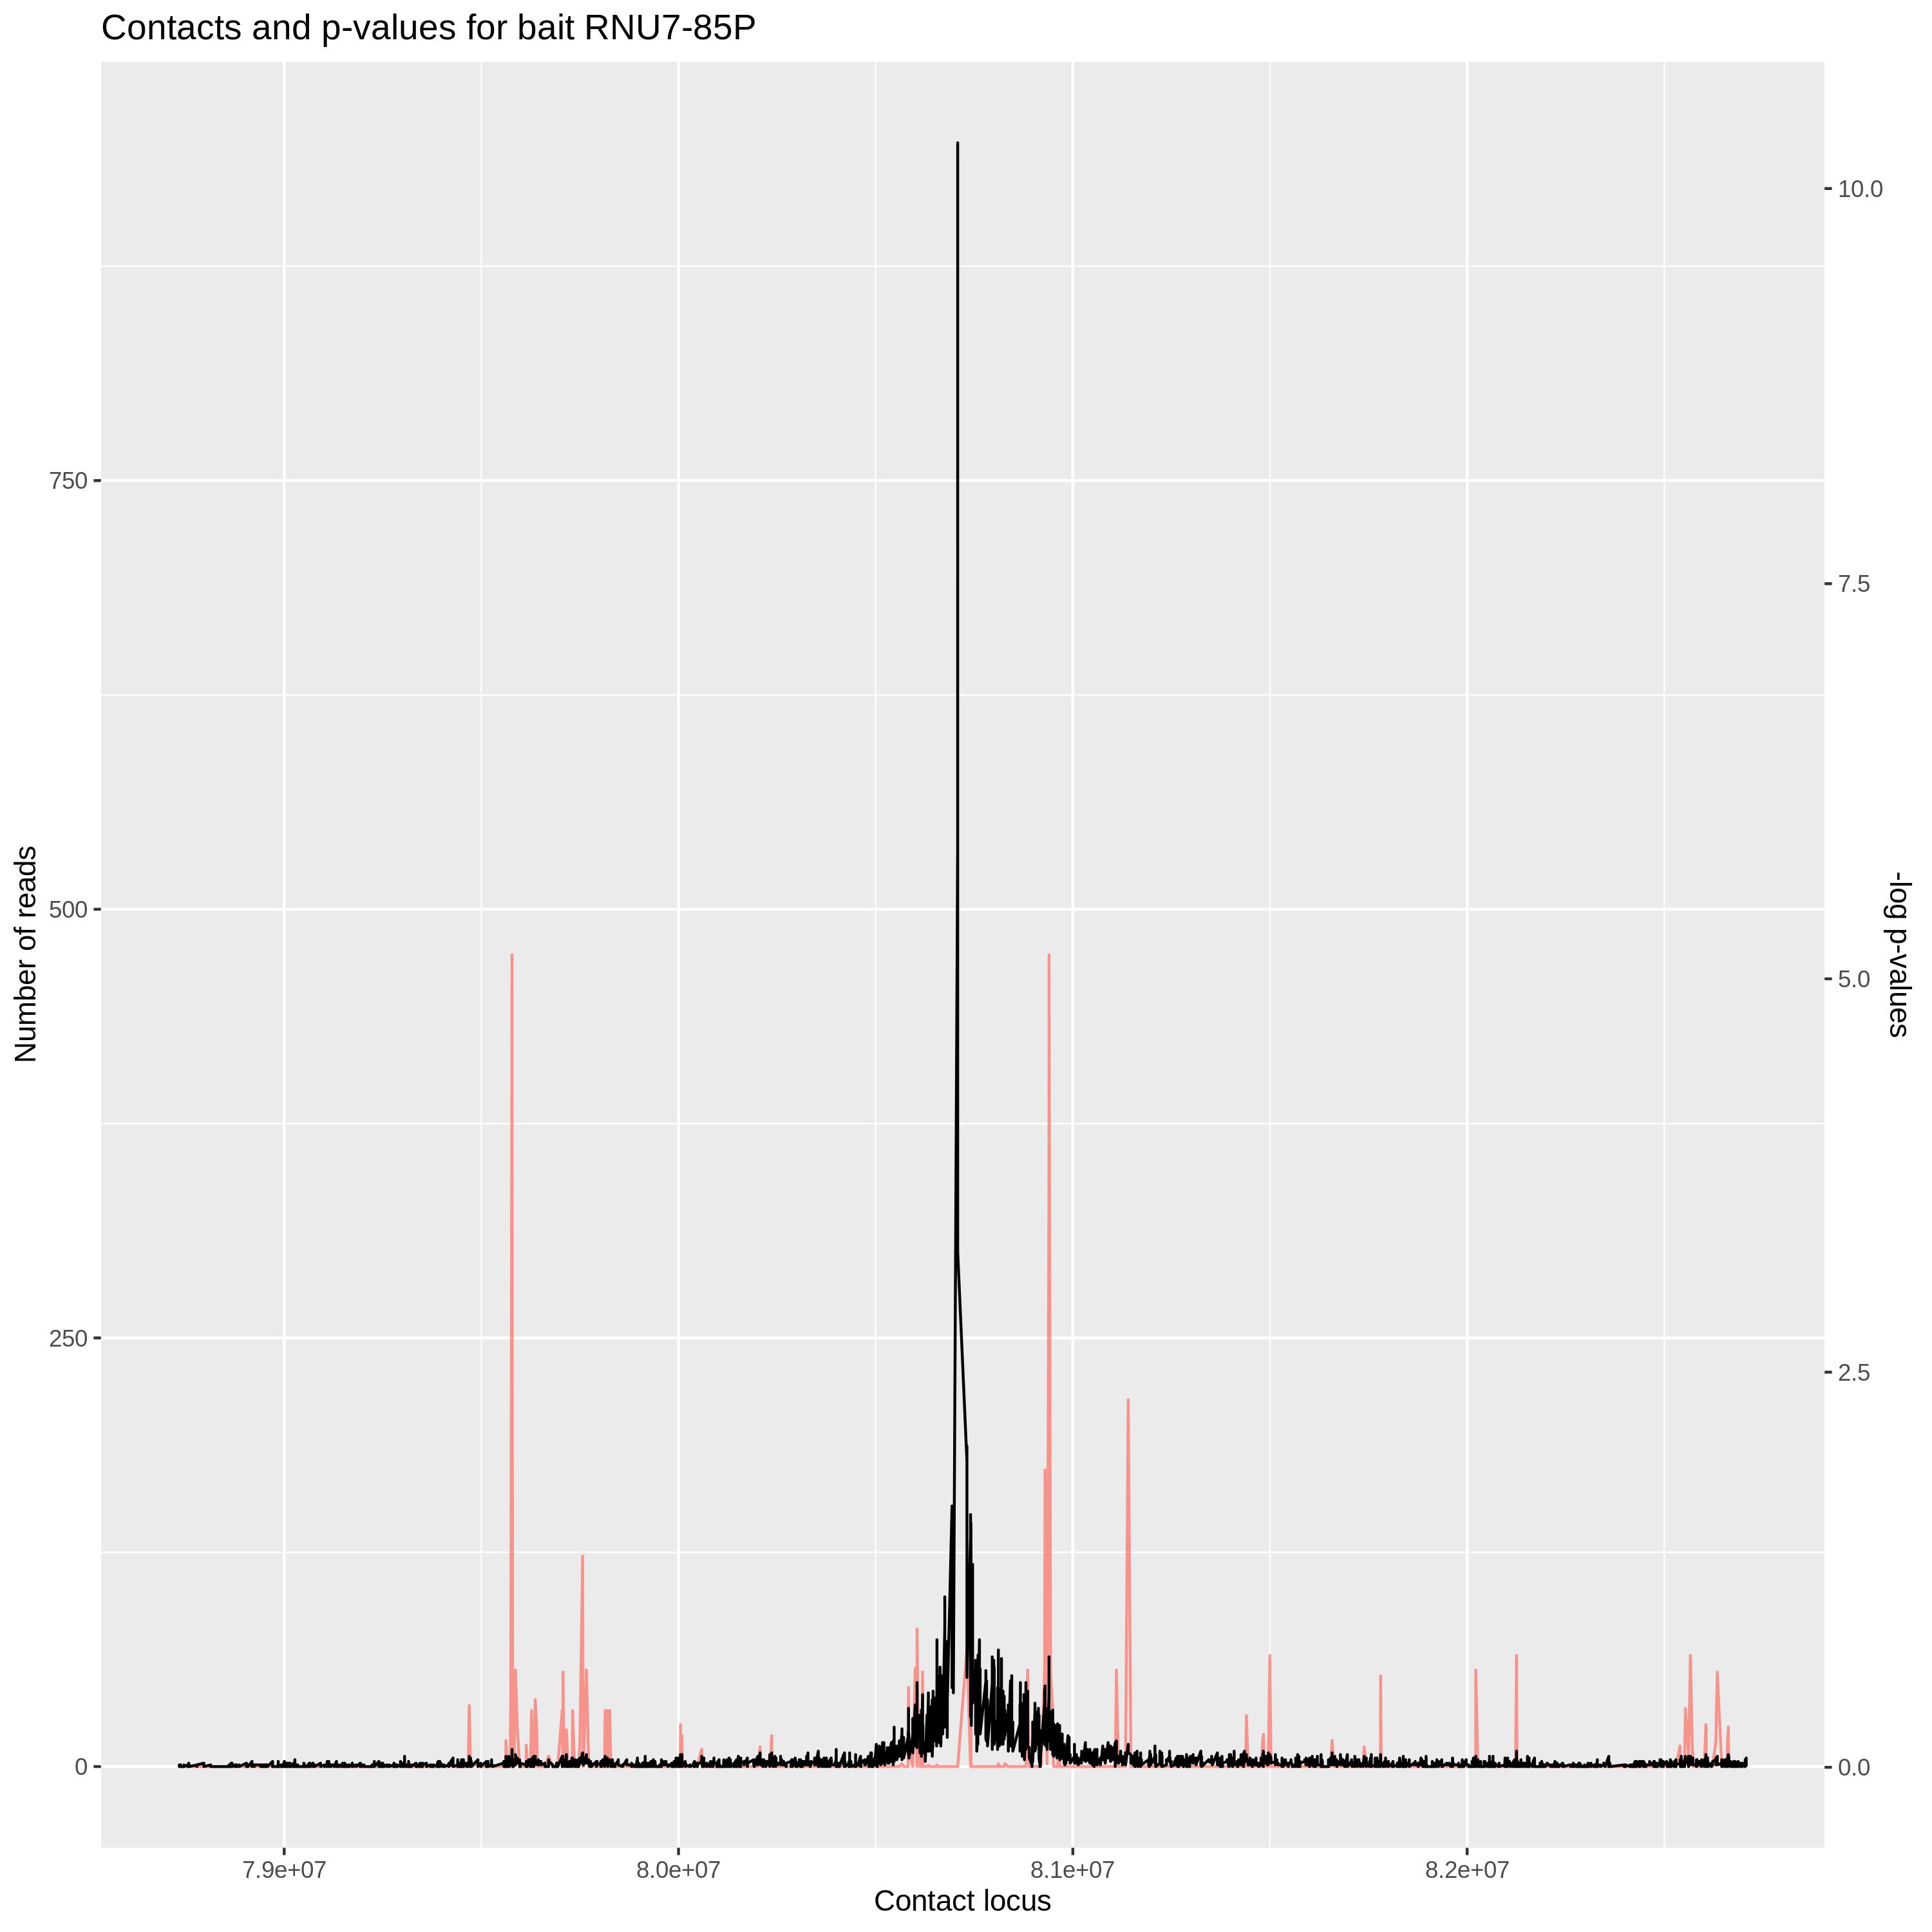 Contacts and p-values for bait RNU7-85P
Number of reads
750
500
250
0
10.0
7.5
5.0
2.5
0.0
-log p-values
7.9e+07
8.0e+07
8.1e+07
8.2e+07
Contact locus